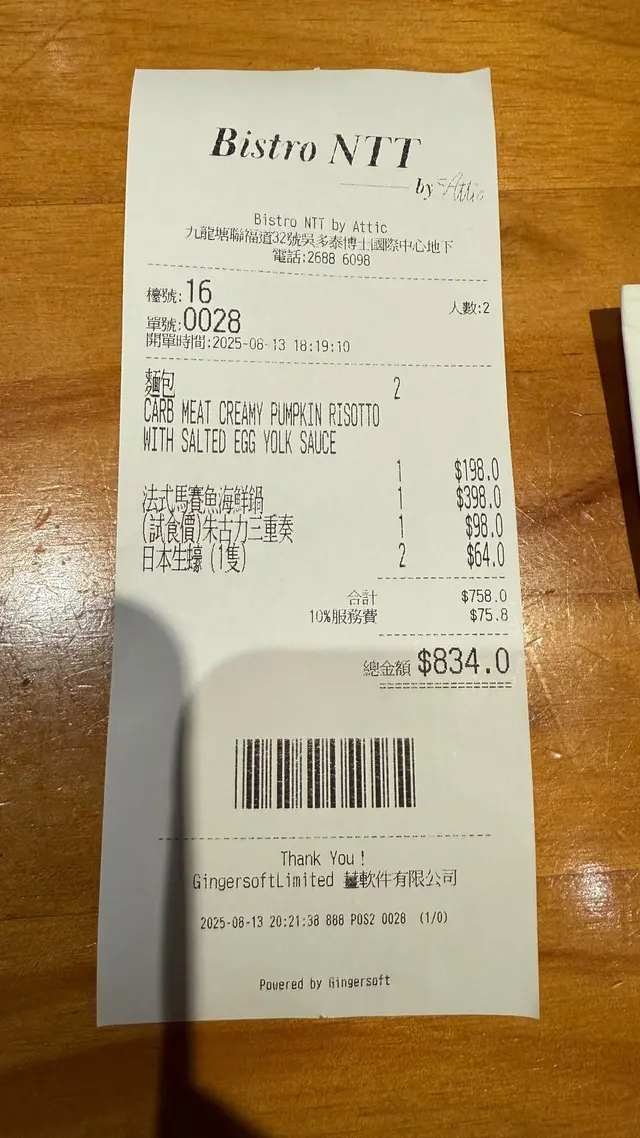 Bistro NTT
by Attic
Bistro NTT by Attic
九龍塘聯福道32號吳多泰博士國際中心地下
電話:2688 6098
檯號:16
人數:2
單號:0028
開單時間:2025-08-13 18:19:10
麵包 2
CARB MEAT CREAMY PUMPKIN RISOTTO
WITH SALTED EGG YOLK SAUCE
1 $198.0
法式馬賽魚海鮮鍋 1 $398.0
(試食價)朱古力三重奏 1 $98.0
日本生蠔 (1隻) 2 $64.0
合計 $758.0
10%服務費 $75.8
總金額 $834.0
Thank You !
GingersoftLimited 薑軟件有限公司
2025-08-13 20:21:38 888 POS2 0028 (1/0)
Powered by Gingersoft